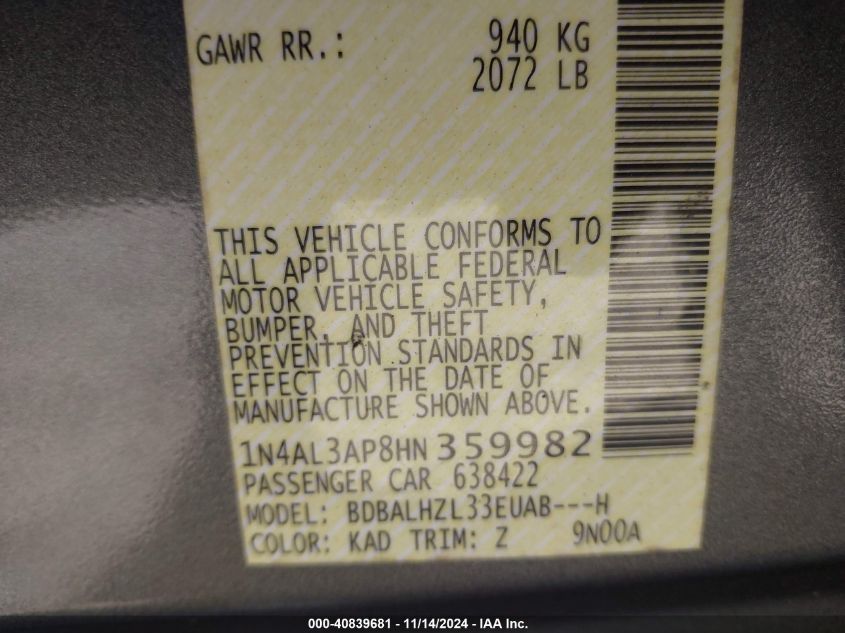 GAWR RR.: 940 KG
2072 LB
THIS VEHICLE CONFORMS TO
ALL APPLICABLE FEDERAL
MOTOR VEHICLE SAFETY,
BUMPER, AND THEFT
PREVENTION STANDARDS IN
EFFECT ON THE DATE OF
MANUFACTURE SHOWN ABOVE.
1N4AL3AP8HN359982
PASSENGER CAR 638422
MODEL: BDBALHZL33EUAB---H
COLOR: KAD TRIM: Z 9N00A
000-40839681 - 11/14/2024 - IAA Inc.